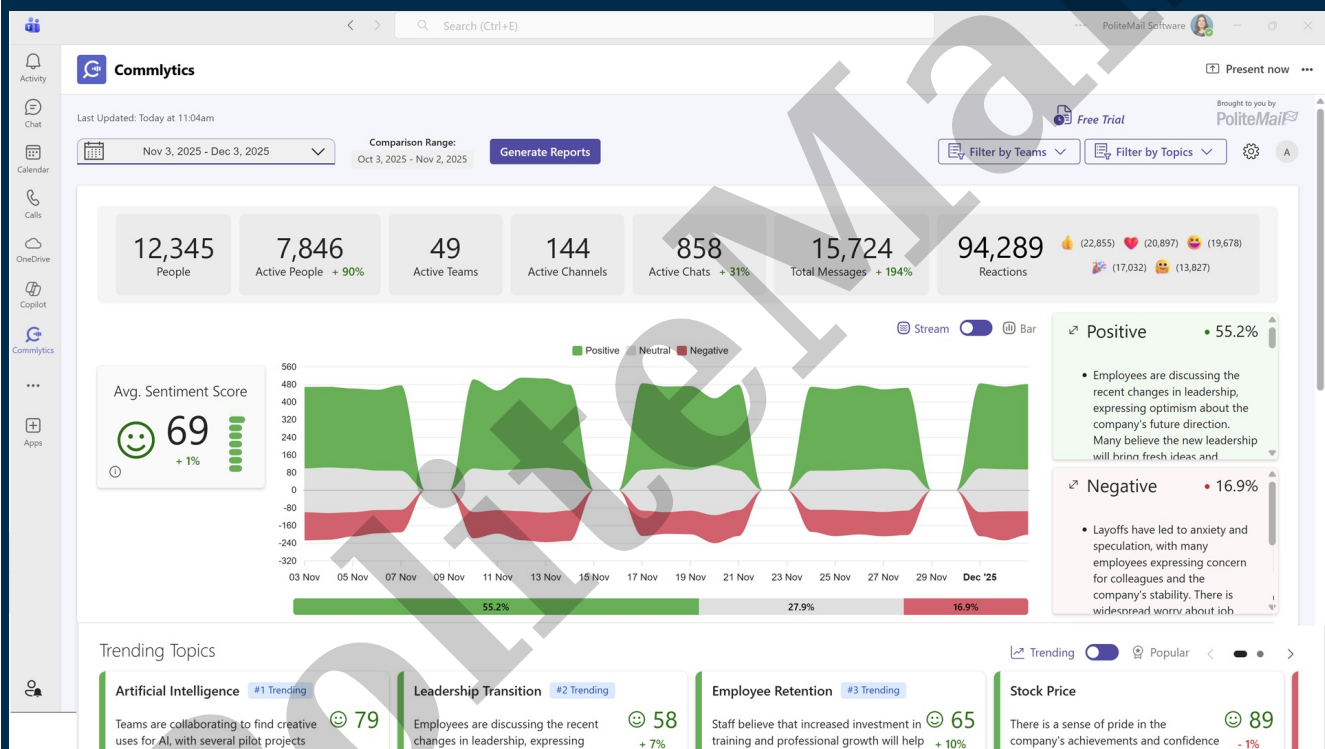 Search (Ctrl+E)
PoliteMail Software
Activity
Chat
Calendar
Calls
OneDrive
Copilot
Commlytics
Apps
Commlytics
Present now
Last Updated: Today at 11:04am
Free Trial
Brought to you by
PoliteMail
Nov 3, 2025 - Dec 3, 2025
Comparison Range:
Oct 3, 2025 - Nov 2, 2025
Generate Reports
Filter by Teams
Filter by Topics
A
12,345
People
7,846
Active People + 90%
49
Active Teams
144
Active Channels
858
Active Chats + 31%
15,724
Total Messages + 194%
94,289
Reactions
(22,855) (20,897) (19,678)
(17,032) (13,827)
Stream Bar
Positive Neutral Negative
Avg. Sentiment Score
69
+ 1%
560
480
400
320
240
160
80
0
-80
-160
-240
-320
03 Nov 05 Nov 07 Nov 09 Nov 11 Nov 13 Nov 15 Nov 17 Nov 19 Nov 21 Nov 23 Nov 25 Nov 27 Nov 29 Nov Dec '25
55.2% 27.9% 16.9%
Positive • 55.2%
• Employees are discussing the
recent changes in leadership,
expressing optimism about the
company's future direction.
Many believe the new leadership
will bring fresh ideas and
Negative • 16.9%
• Layoffs have led to anxiety and
speculation, with many
employees expressing concern
for colleagues and the
company's stability. There is
widespread worry about job
Trending Topics
Trending Popular
Artificial Intelligence #1 Trending
Teams are collaborating to find creative
uses for AI, with several pilot projects
79
Leadership Transition #2 Trending
Employees are discussing the recent
changes in leadership, expressing
58
+ 7%
Employee Retention #3 Trending
Staff believe that increased investment in
training and professional growth will help
65
+ 10%
Stock Price
There is a sense of pride in the
company's achievements and confidence
89
- 1%
PoliteMail